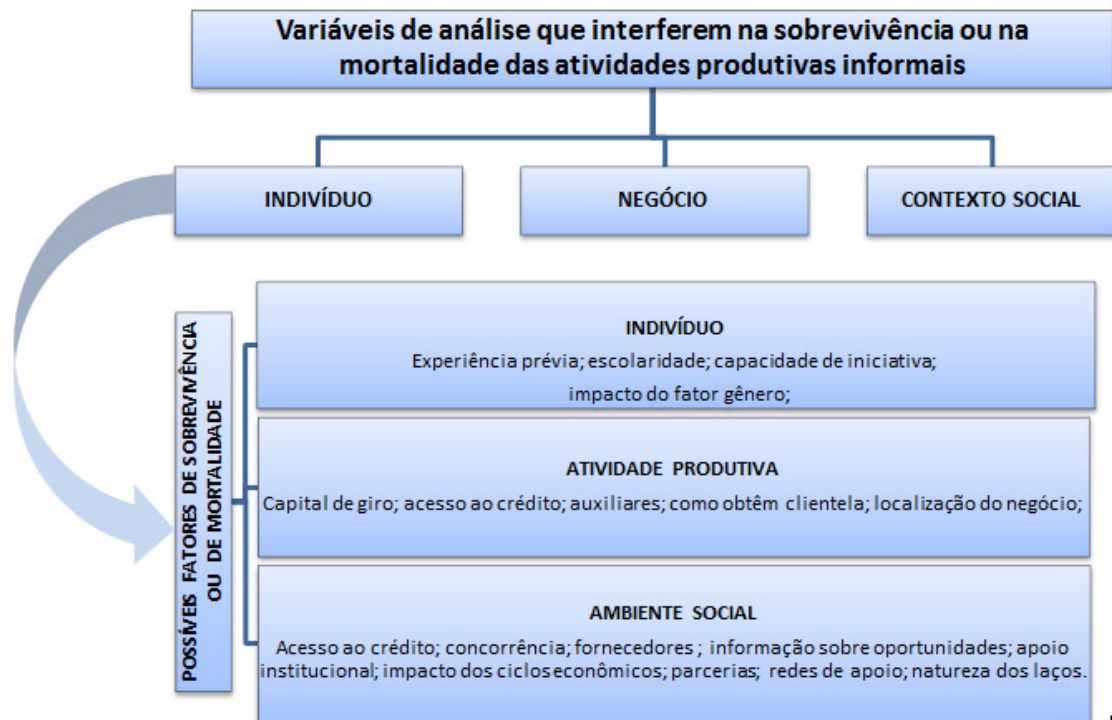 Variáveis de análise que interferem na sobrevivência ou na
mortalidade das atividades produtivas informais
INDIVÍDUO
NEGÓCIO
CONTEXTO SOCIAL
POSSÍVEIS FATORES DE SOBREVIVÊNCIA
OU DE MORTALIDADE
INDIVÍDUO
Experiência prévia; escolaridade; capacidade de iniciativa;
impacto do fator gênero;
ATIVIDADE PRODUTIVA
Capital de giro; acesso ao crédito; auxiliares; como obtêm clientela; localização do negócio;
AMBIENTE SOCIAL
Acesso ao crédito; concorrência; fornecedores ; informação sobre oportunidades; apoio
institucional; impacto dos ciclos econômicos; parcerias; redes de apoio; natureza dos laços.